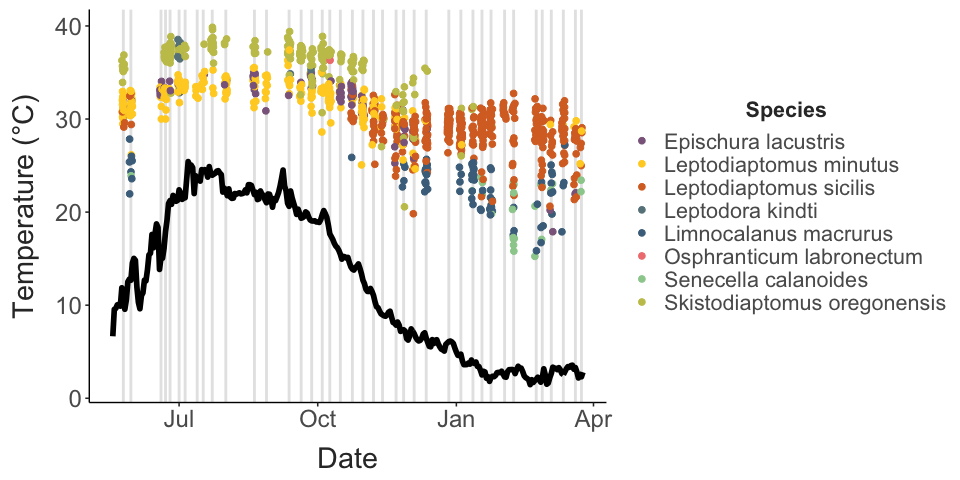 40
30
20
10
0
Temperature (°C)
Jul
Oct
Jan
Apr
Date
Species
Epischura lacustris
Leptodiaptomus minutus
Leptodiaptomus sicilis
Leptodora kindti
Limnocalanus macrurus
Osphranticum labronectum
Senecella calanoides
Skistodiaptomus oregonensis